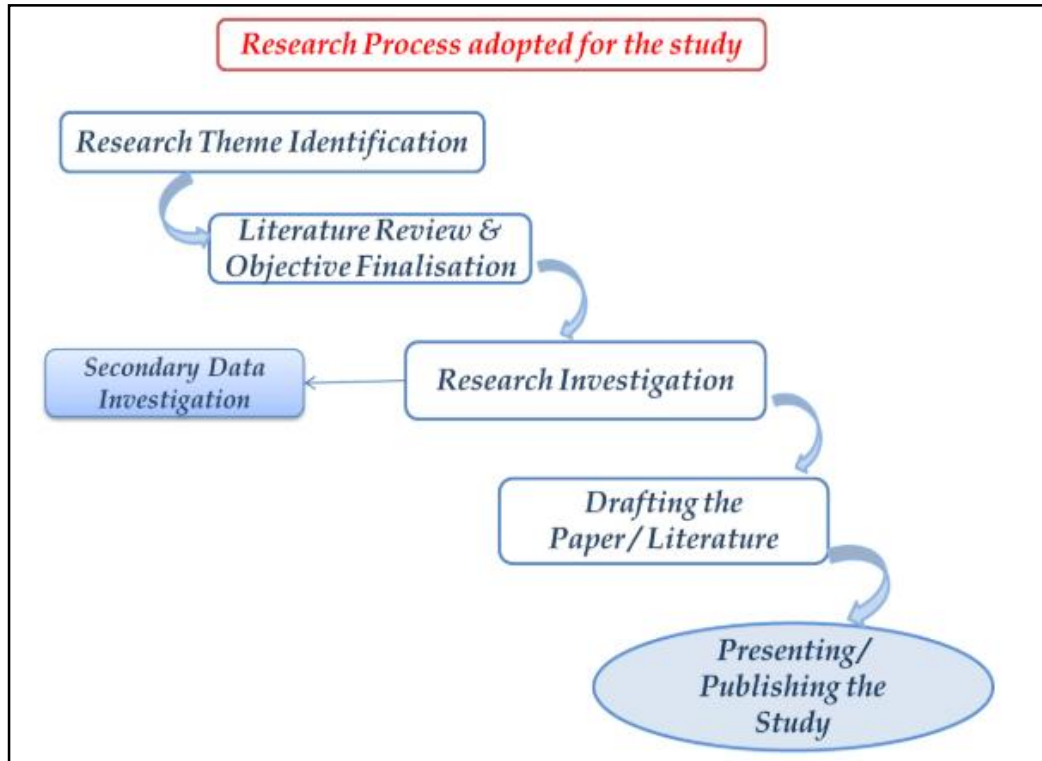 Research Process adopted for the study
Research Theme Identification
Literature Review &
Objective Finalisation
Secondary Data
Investigation
Research Investigation
Drafting the
Paper / Literature
Presenting/
Publishing the
Study